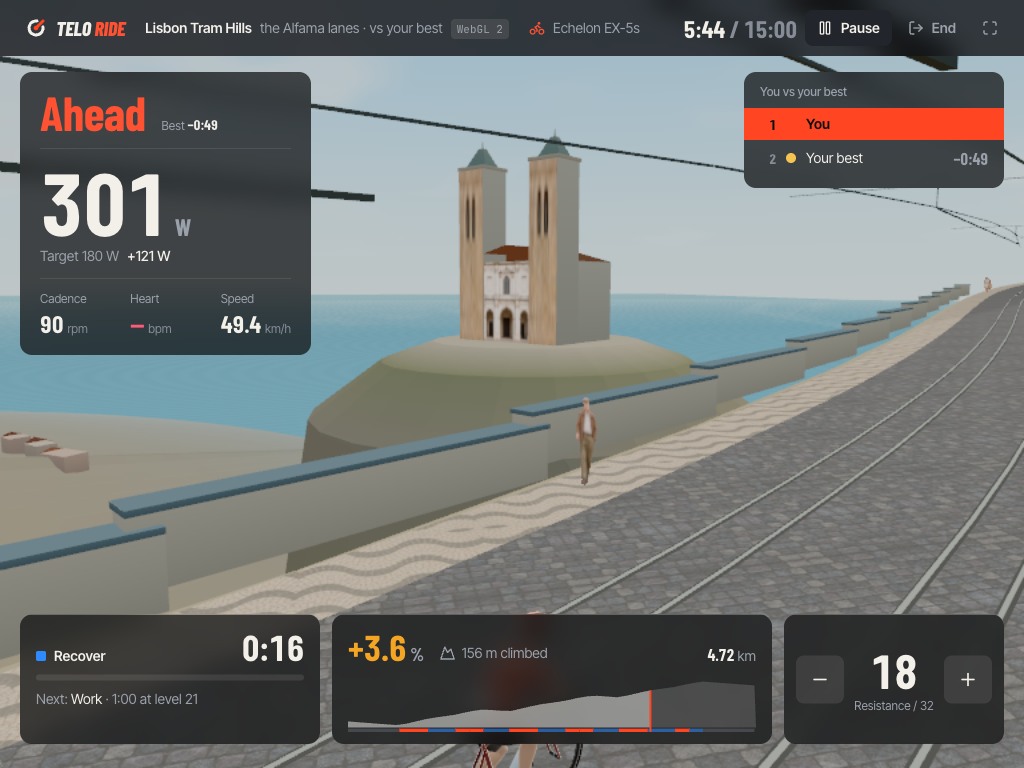 TELO RIDE Lisbon Tram Hills the Alfama lanes · vs your best WebGL 2 Echelon EX-5s 5:44 / 15:00 Pause End
Ahead Best −0:49
301 W
Target 180 W +121 W
Cadence Heart Speed
90 rpm – bpm 49.4 km/h
You vs your best
1 You
2 Your best −0:49
Recover 0:16
Next: Work · 1:00 at level 21
+3.6 % 156 m climbed 4.72 km
− 18 +
Resistance / 32